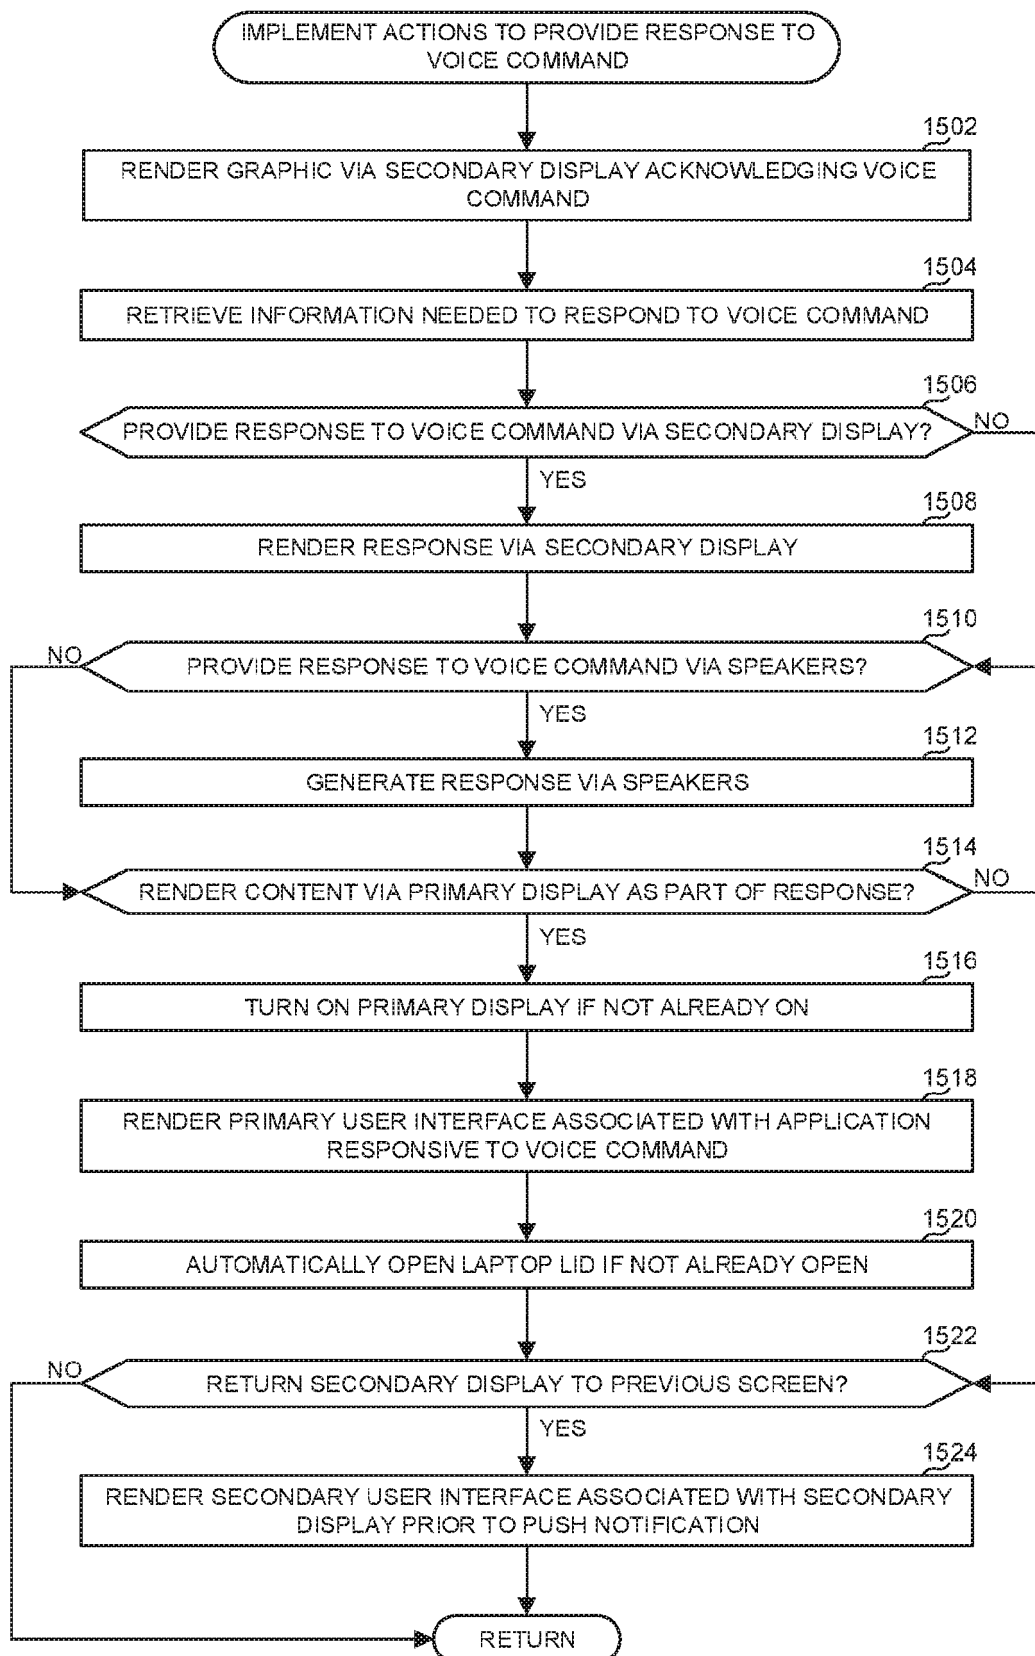 IMPLEMENT ACTIONS TO PROVIDE RESPONSE TO
VOICE COMMAND
1502
RENDER GRAPHIC VIA SECONDARY DISPLAY ACKNOWLEDGING VOICE
COMMAND
1504
RETRIEVE INFORMATION NEEDED TO RESPOND TO VOICE COMMAND
1506
PROVIDE RESPONSE TO VOICE COMMAND VIA SECONDARY DISPLAY?
NO
YES
1508
RENDER RESPONSE VIA SECONDARY DISPLAY
1510
NO
PROVIDE RESPONSE TO VOICE COMMAND VIA SPEAKERS?
YES
1512
GENERATE RESPONSE VIA SPEAKERS
1514
RENDER CONTENT VIA PRIMARY DISPLAY AS PART OF RESPONSE?
NO
YES
1516
TURN ON PRIMARY DISPLAY IF NOT ALREADY ON
1518
RENDER PRIMARY USER INTERFACE ASSOCIATED WITH APPLICATION
RESPONSIVE TO VOICE COMMAND
1520
AUTOMATICALLY OPEN LAPTOP LID IF NOT ALREADY OPEN
1522
NO
RETURN SECONDARY DISPLAY TO PREVIOUS SCREEN?
YES
1524
RENDER SECONDARY USER INTERFACE ASSOCIATED WITH SECONDARY
DISPLAY PRIOR TO PUSH NOTIFICATION
RETURN